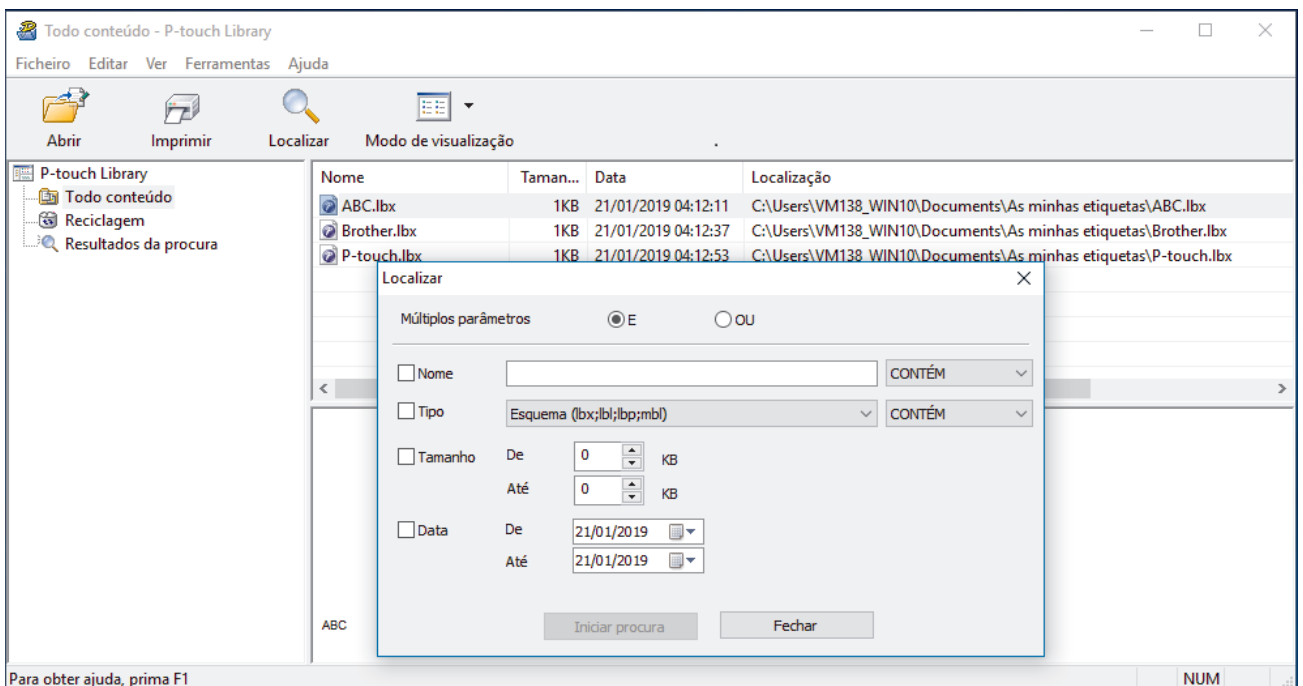 Todo conteúdo - P-touch Library
Ficheiro Editar Ver Ferramentas Ajuda
Abrir Imprimir Localizar Modo de visualização
P-touch Library
Todo conteúdo
Reciclagem
Resultados da procura
Nome Taman... Data Localização
ABC.lbx 1KB 21/01/2019 04:12:11 C:\Users\VM138_WIN10\Documents\As minhas etiquetas\ABC.lbx
Brother.lbx 1KB 21/01/2019 04:12:37 C:\Users\VM138_WIN10\Documents\As minhas etiquetas\Brother.lbx
P-touch.lbx 1KB 21/01/2019 04:12:53 C:\Users\VM138_WIN10\Documents\As minhas etiquetas\P-touch.lbx
Localizar
Múltiplos parâmetros E OU
Nome CONTÉM
Tipo Esquema (lbx;lbl;lbp;mbl) CONTÉM
Tamanho De 0 KB
Até 0 KB
Data De 21/01/2019
Até 21/01/2019
Iniciar procura Fechar
ABC
Para obter ajuda, prima F1 NUM